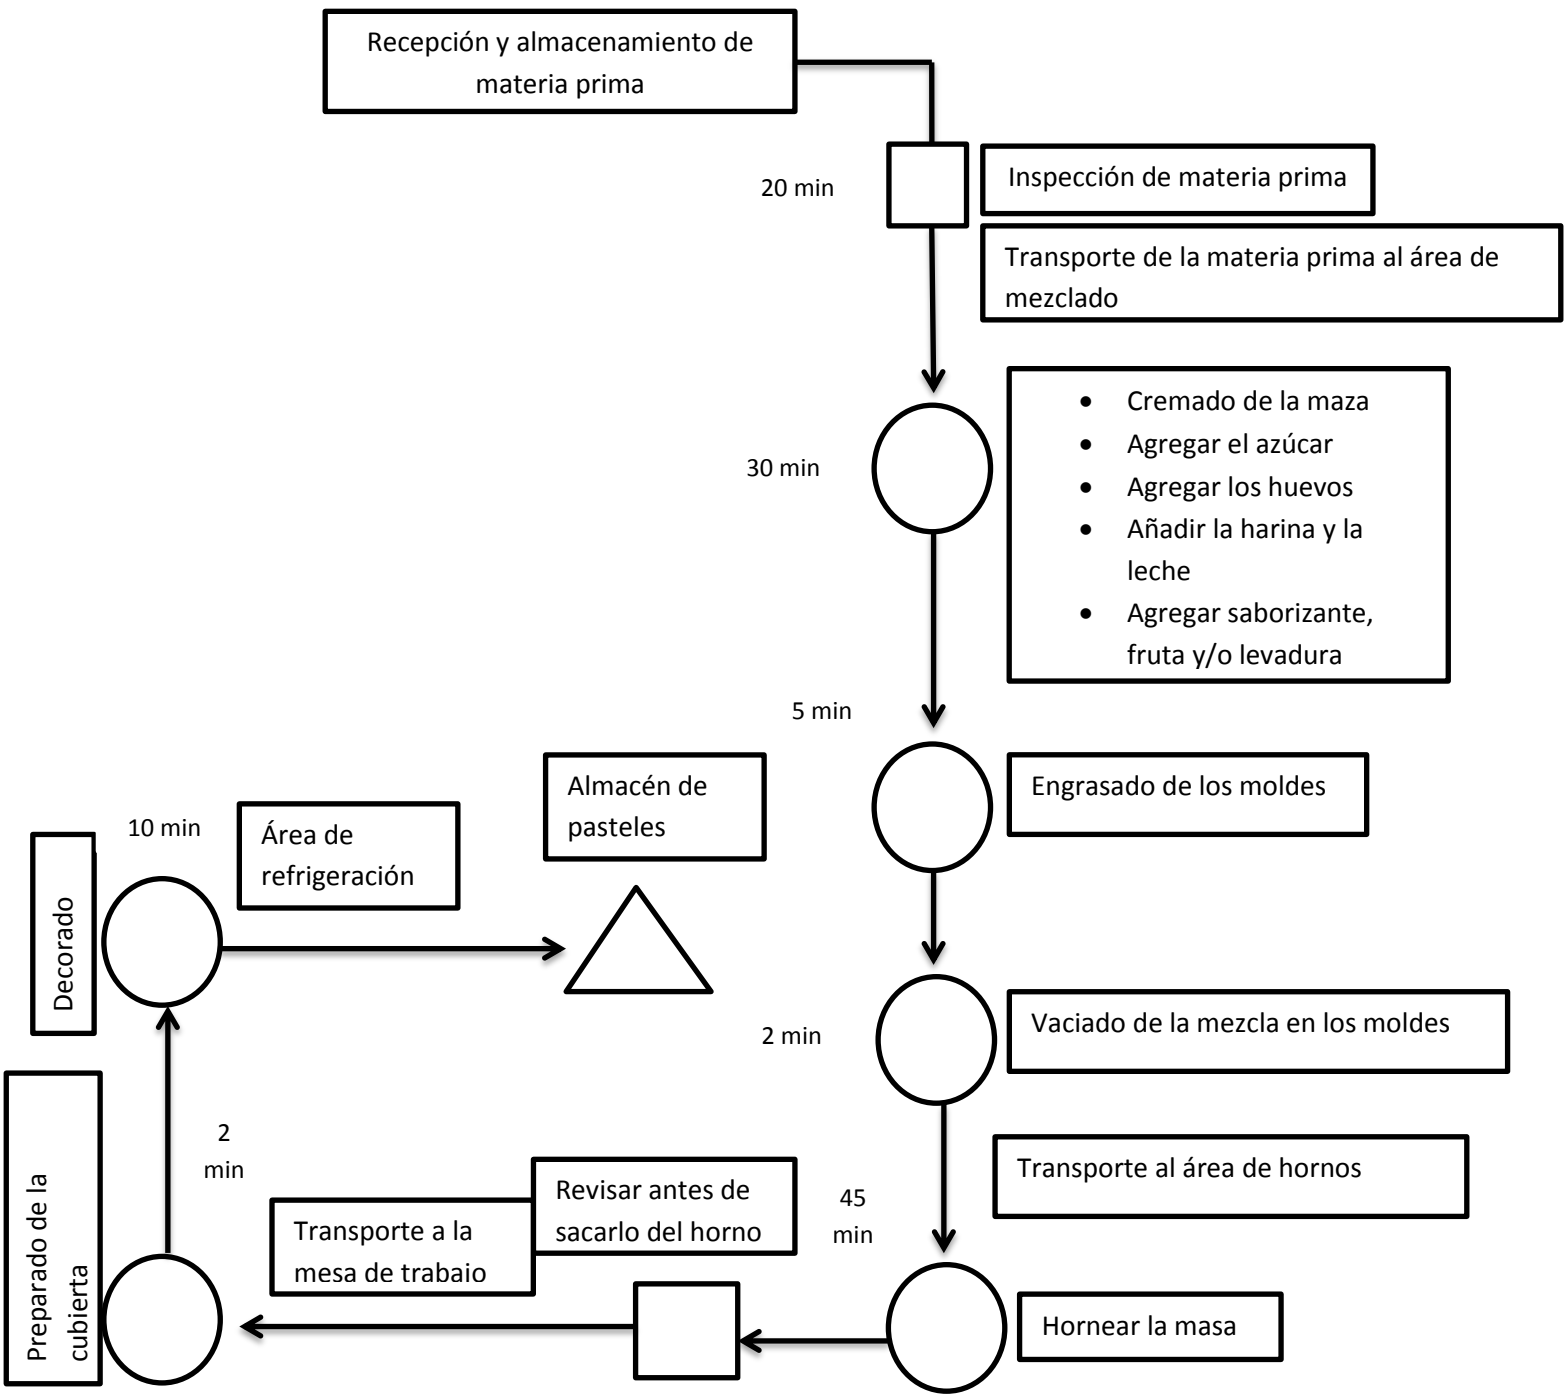 Recepción y almacenamiento de
materia prima
20 min
Inspección de materia prima
Transporte de la materia prima al área de
mezclado
30 min
• Cremado de la maza
• Agregar el azúcar
• Agregar los huevos
• Añadir la harina y la
leche
• Agregar saborizante,
fruta y/o levadura
5 min
Engrasado de los moldes
2 min
Vaciado de la mezcla en los moldes
Transporte al área de hornos
45
min
Hornear la masa
Revisar antes de
sacarlo del horno
Transporte a la
mesa de trabajo
Preparado de la
cubierta
2
min
Decorado
10 min
Área de
refrigeración
Almacén de
pasteles